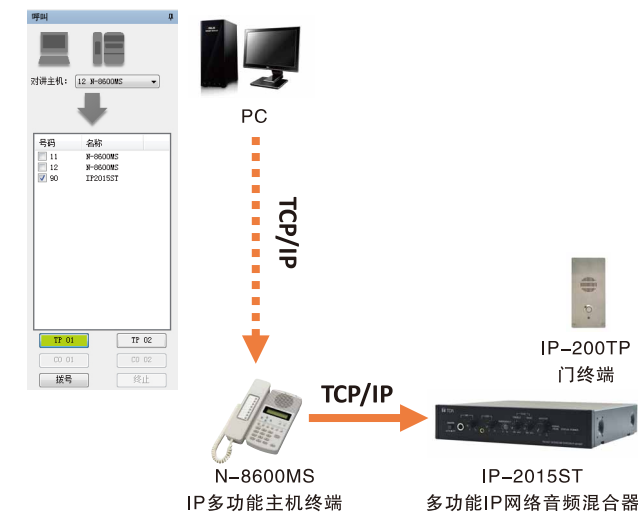 呼叫
对讲主机： 12 N-8600MS
号码 名称
11 N-8600MS
12 N-8600MS
90 IP2015ST
TP 01 TP 02
CO 01 CO 02
拨号 终止
PC
TCP/IP
IP-200TP
门终端
TCP/IP
TOA
N-8600MS
IP多功能主机终端
IP-2015ST
多功能IP网络音频混合器